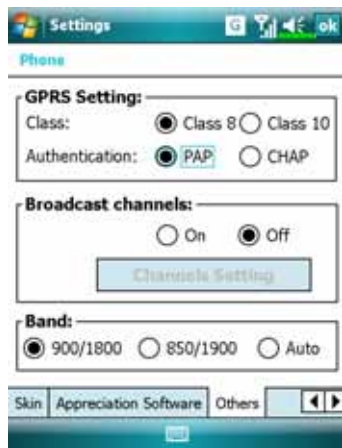 Settings G ok
Phone
GPRS Setting:
Class: Class 8 Class 10
Authentication: PAP CHAP
Broadcast channels:
On Off
Channels Setting
Band:
900/1800 850/1900 Auto
Skin Appreciation Software Others